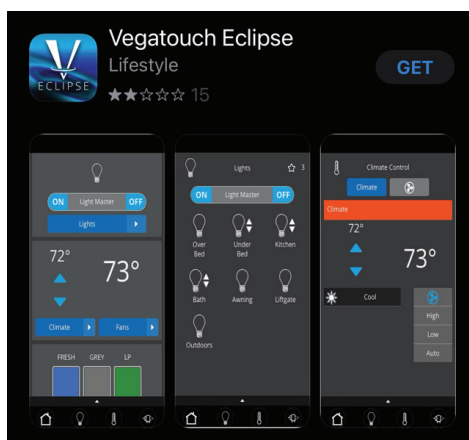 Vegatouch Eclipse
Lifestyle
ECLIPSE
GET
15
ON Light Master OFF
Lights
72°
73°
Climate
Fans
FRESH GREY LP
Lights
3
ON Light Master OFF
Over Bed
Under Bed
Kitchen
Bath
Awning
Liftgate
Outdoors
Climate Control
Climate
Climate
72°
73°
Cool
High
Low
Auto